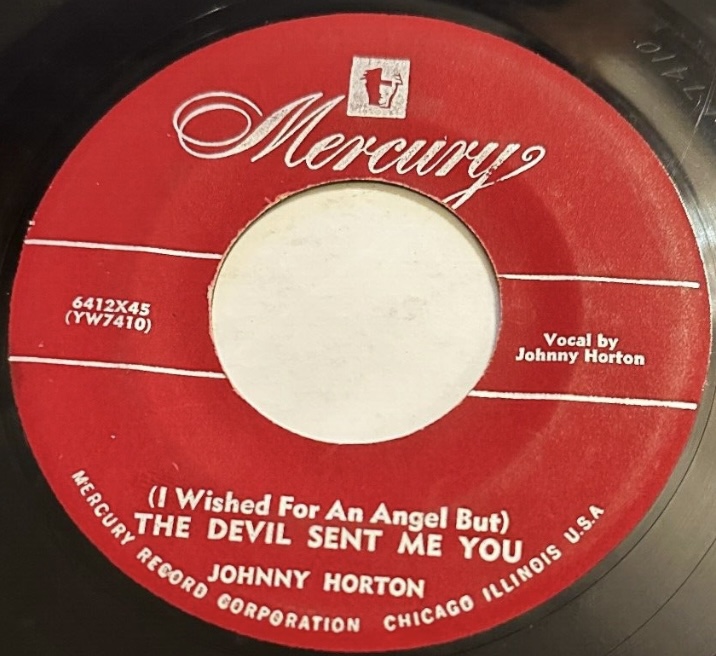 Mercury
6412X45
(YW7410)
Vocal by
Johnny Horton
(I Wished For An Angel But)
THE DEVIL SENT ME YOU
JOHNNY HORTON
MERCURY RECORD CORPORATION CHICAGO ILLINOIS U.S.A